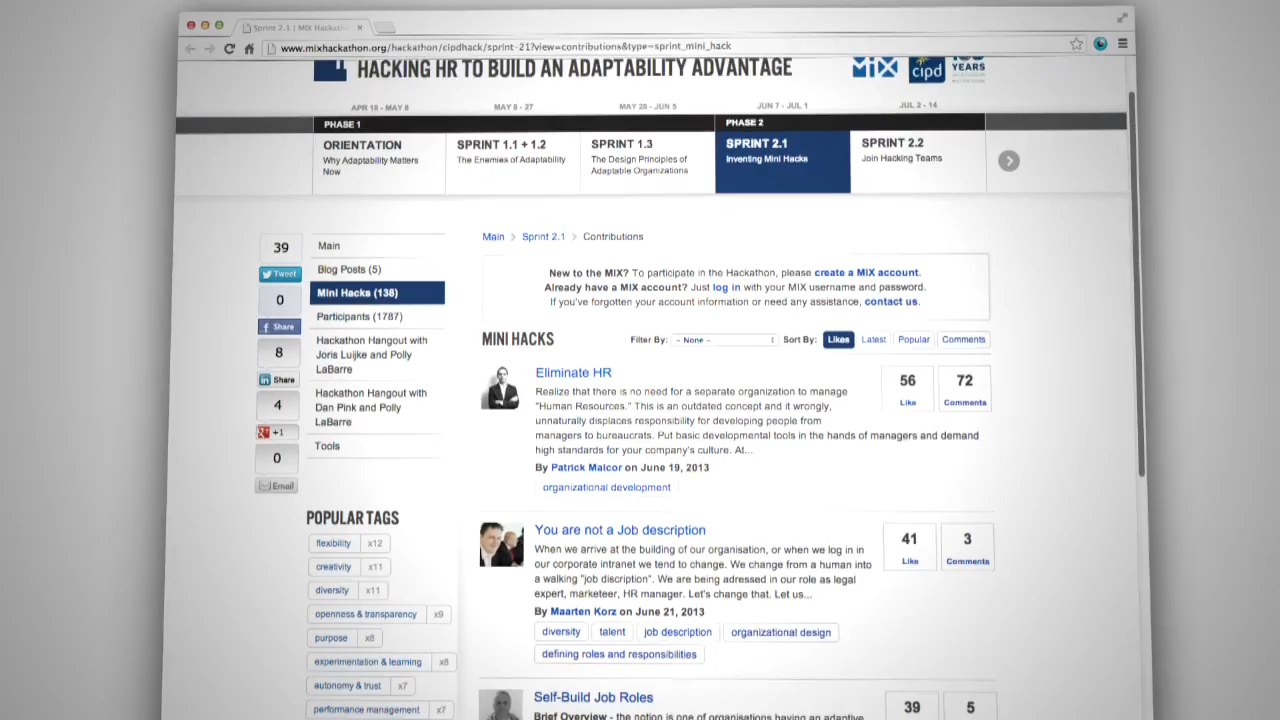 Sprint 2.1 | MIX Hackath
www.mixhackathon.org/hackathon/cipdhack/sprint-21?view=contributions&type=sprint_mini_hack
HACKING HR TO BUILD AN ADAPTABILITY ADVANTAGE
MIX
cipd
YEARS
APR 18 - MAY 8
MAY 8 - 27
MAY 28 - JUN 5
JUN 7 - JUL 1
JUL 2 - 14
PHASE 1
PHASE 2
ORIENTATION
Why Adaptability Matters
Now
SPRINT 1.1 + 1.2
The Enemies of Adaptability
SPRINT 1.3
The Design Principles of
Adaptable Organizations
SPRINT 2.1
Inventing Mini Hacks
SPRINT 2.2
Join Hacking Teams
39
Tweet
0
Share
8
Share
4
+1
0
Email
Main
Blog Posts (5)
Mini Hacks (138)
Participants (1787)
Hackathon Hangout with
Joris Luijke and Polly
LaBarre
Hackathon Hangout with
Dan Pink and Polly
LaBarre
Tools
POPULAR TAGS
flexibility x12
creativity x11
diversity x11
openness & transparency x9
purpose x8
experimentation & learning x8
autonomy & trust x7
performance management x7
Main > Sprint 2.1 > Contributions
New to the MIX? To participate in the Hackathon, please create a MIX account.
Already have a MIX account? Just log in with your MIX username and password.
If you've forgotten your account information or need any assistance, contact us.
MINI HACKS
Filter By: - None -
Sort By: Likes Latest Popular Comments
Eliminate HR
Realize that there is no need for a separate organization to manage
"Human Resources." This is an outdated concept and it wrongly,
unnaturally displaces responsibility for developing people from
managers to bureaucrats. Put basic developmental tools in the hands of managers and demand
high standards for your company's culture. At...
By Patrick Malcor on June 19, 2013
organizational development
56
Like
72
Comments
You are not a Job description
When we arrive at the building of our organisation, or when we log in in
our corporate intranet we tend to change. We change from a human into
a walking "job discription". We are being adressed in our role as legal
expert, marketeer, HR manager. Let's change that. Let us...
By Maarten Korz on June 21, 2013
diversity talent job description organizational design
defining roles and responsibilities
41
Like
3
Comments
Self-Build Job Roles
Brief Overview - the notion is one of organisations having an adaptive
39
5